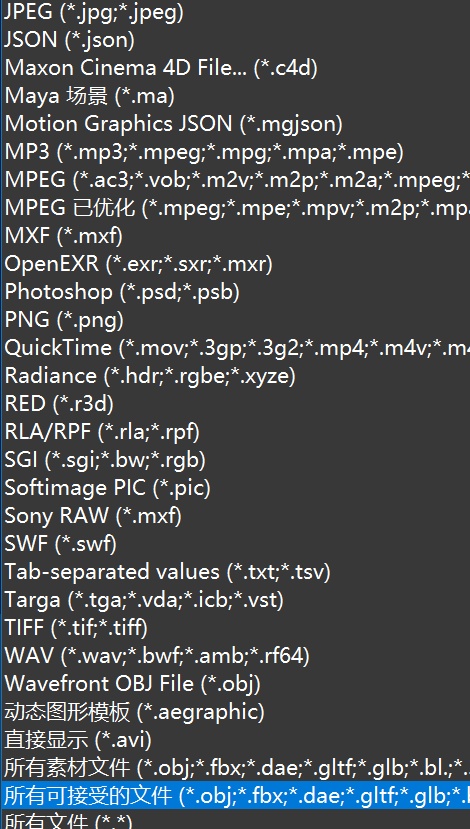 JPEG (*.jpg;*.jpeg)
JSON (*.json)
Maxon Cinema 4D File... (*.c4d)
Maya 场景 (*.ma)
Motion Graphics JSON (*.mgjson)
MP3 (*.mp3;*.mpeg;*.mpg;*.mpa;*.mpe)
MPEG (*.ac3;*.vob;*.m2v;*.m2p;*.m2a;*.mpeg;*
MPEG 已优化 (*.mpeg;*.mpe;*.mpv;*.m2p;*.mpa
MXF (*.mxf)
OpenEXR (*.exr;*.sxr;*.mxr)
Photoshop (*.psd;*.psb)
PNG (*.png)
QuickTime (*.mov;*.3gp;*.3g2;*.mp4;*.m4v;*.m4
Radiance (*.hdr;*.rgbe;*.xyze)
RED (*.r3d)
RLA/RPF (*.rla;*.rpf)
SGI (*.sgi;*.bw;*.rgb)
Softimage PIC (*.pic)
Sony RAW (*.mxf)
SWF (*.swf)
Tab-separated values (*.txt;*.tsv)
Targa (*.tga;*.vda;*.icb;*.vst)
TIFF (*.tif;*.tiff)
WAV (*.wav;*.bwf;*.amb;*.rf64)
Wavefront OBJ File (*.obj)
动态图形模板 (*.aegraphic)
直接显示 (*.avi)
所有素材文件 (*.obj;*.fbx;*.dae;*.gltf;*.glb;*.bl.;*.
所有可接受的文件 (*.obj;*.fbx;*.dae;*.gltf;*.glb;*.
所有文件 (*.*)